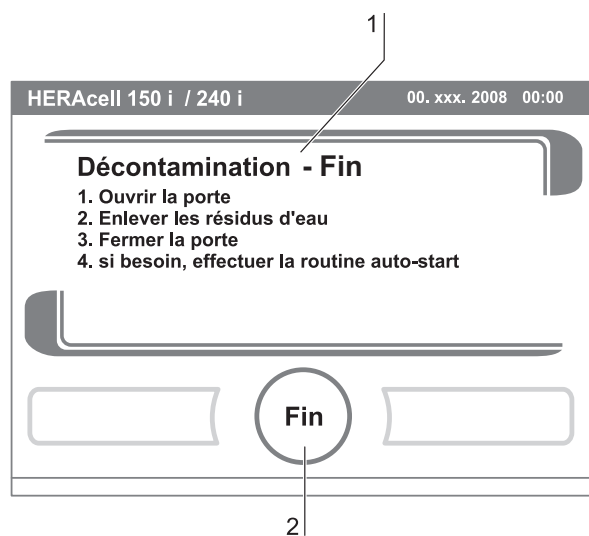 1
HERAcell 150 i / 240 i 00. xxx. 2008 00:00
Décontamination - Fin
1. Ouvrir la porte
2. Enlever les résidus d'eau
3. Fermer la porte
4. si besoin, effectuer la routine auto-start
Fin
2